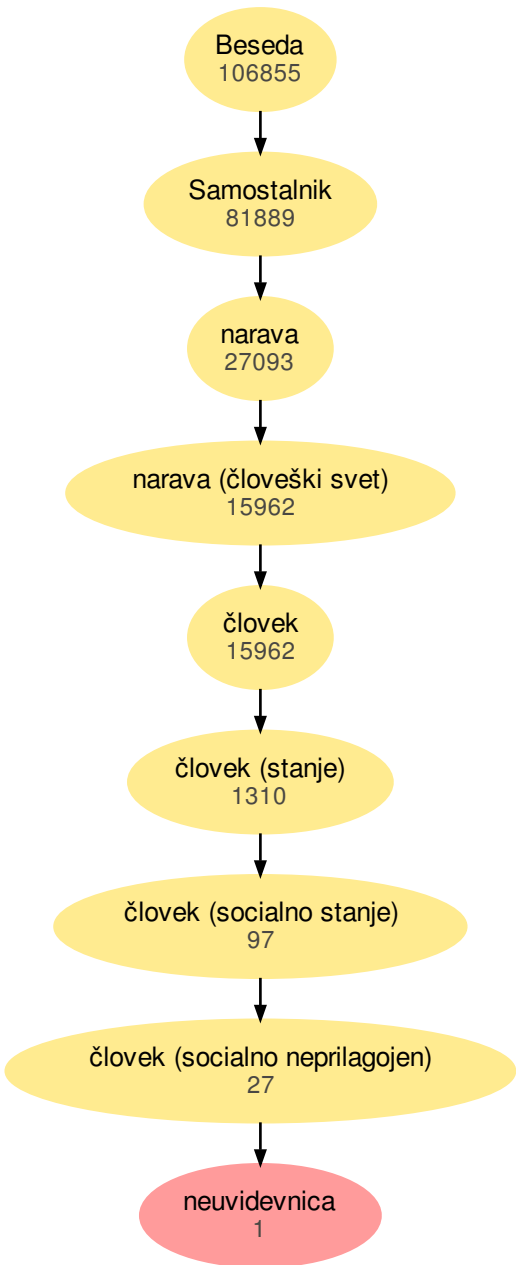 Beseda
106855
Samostalnik
81889
narava
27093
narava (človeški svet)
15962
človek
15962
človek (stanje)
1310
človek (socialno stanje)
97
človek (socialno neprilagojen)
27
neuvidevnica
1